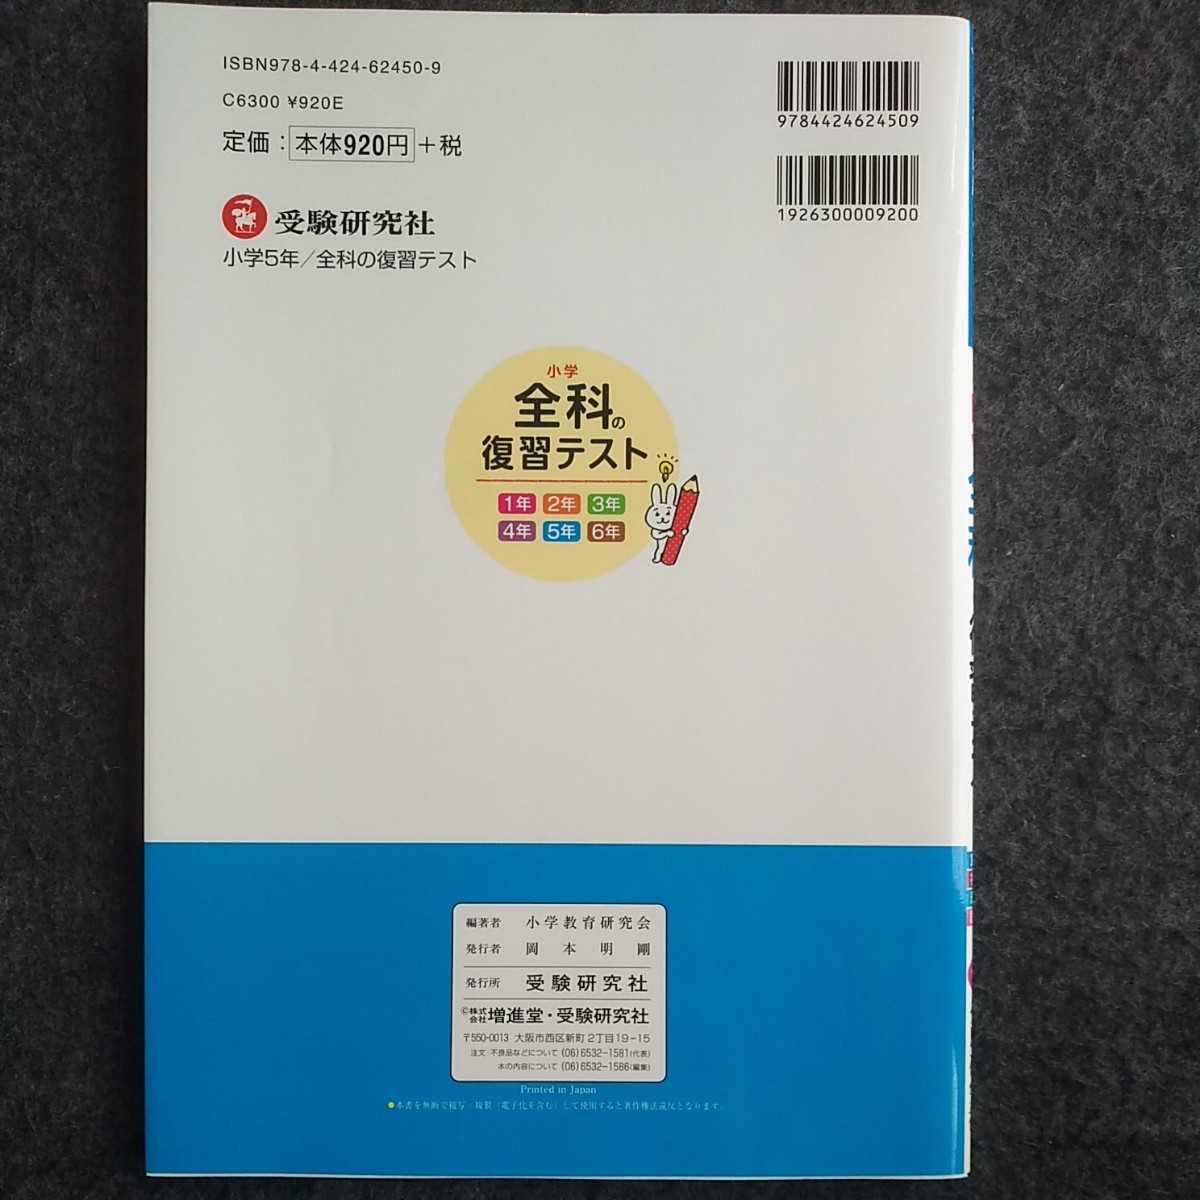 ISBN978-4-424-62450-9
C6300 ¥920E
定価：本体920円＋税
9784424624509
1926300009200
受験研究社
小学5年／全科の復習テスト
小学
全科の
復習テスト
1年 2年 3年
4年 5年 6年
編著者 小学教育研究会
発行者 岡本明剛
発行所 受験研究社
©株式会社 増進堂・受験研究社
〒550-0013 大阪市西区新町2丁目19-15
注文・不良品などについて (06)6532-1581(代表)
本の内容について (06)6532-1586(編集)
Printed in Japan
●本書を無断で複写・複製（電子化を含む）して使用すると著作権法違反となります。